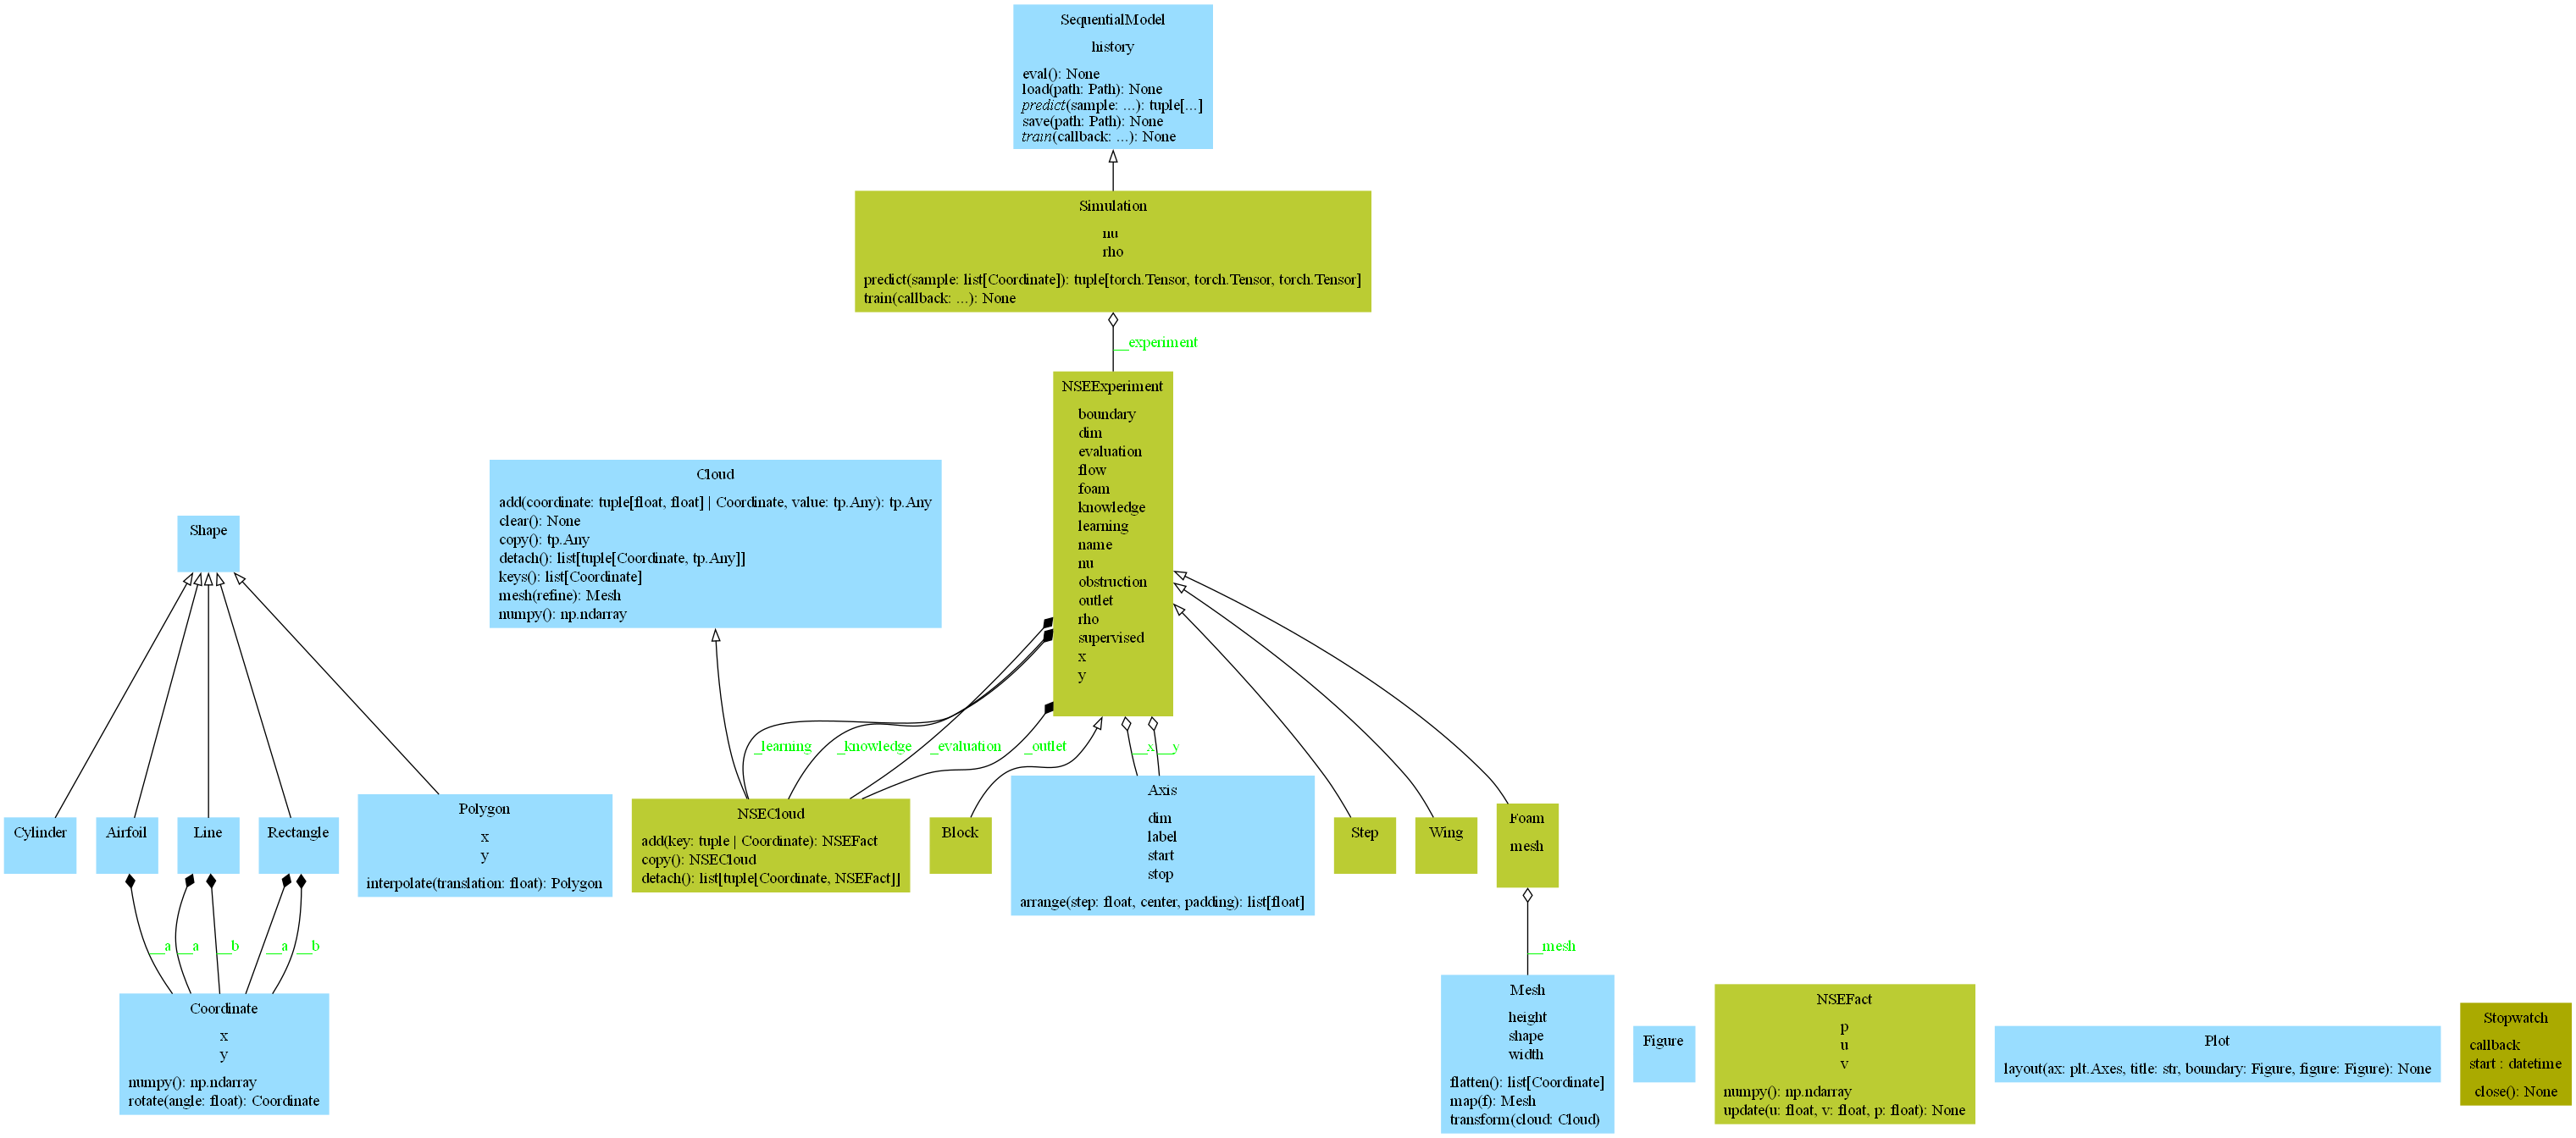 SequentialModel
history
eval(): None
load(path: Path): None
predict(sample: ...): tuple[...]
save(path: Path): None
train(callback: ...): None
Simulation
nu
rho
predict(sample: list[Coordinate]): tuple[torch.Tensor, torch.Tensor, torch.Tensor]
train(callback: ...): None
__experiment
NSEExperiment
boundary
dim
evaluation
flow
foam
knowledge
learning
name
nu
obstruction
outlet
rho
supervised
x
y
Cloud
add(coordinate: tuple[float, float] | Coordinate, value: tp.Any): tp.Any
clear(): None
copy(): tp.Any
detach(): list[tuple[Coordinate, tp.Any]]
keys(): list[Coordinate]
mesh(refine): Mesh
numpy(): np.ndarray
Shape
_learning
_knowledge
_evaluation
_outlet
__x
__y
Cylinder
Airfoil
Line
Rectangle
Polygon
x
y
interpolate(translation: float): Polygon
NSECloud
add(key: tuple | Coordinate): NSEFact
copy(): NSECloud
detach(): list[tuple[Coordinate, NSEFact]]
Block
Axis
dim
label
start
stop
arrange(step: float, center, padding): list[float]
Step
Wing
Foam
mesh
__a
__a
__b
__a
__b
__mesh
Coordinate
x
y
numpy(): np.ndarray
rotate(angle: float): Coordinate
Mesh
height
shape
width
flatten(): list[Coordinate]
map(f): Mesh
transform(cloud: Cloud)
Figure
NSEFact
p
u
v
numpy(): np.ndarray
update(u: float, v: float, p: float): None
Plot
layout(ax: plt.Axes, title: str, boundary: Figure, figure: Figure): None
Stopwatch
callback
start : datetime
close(): None